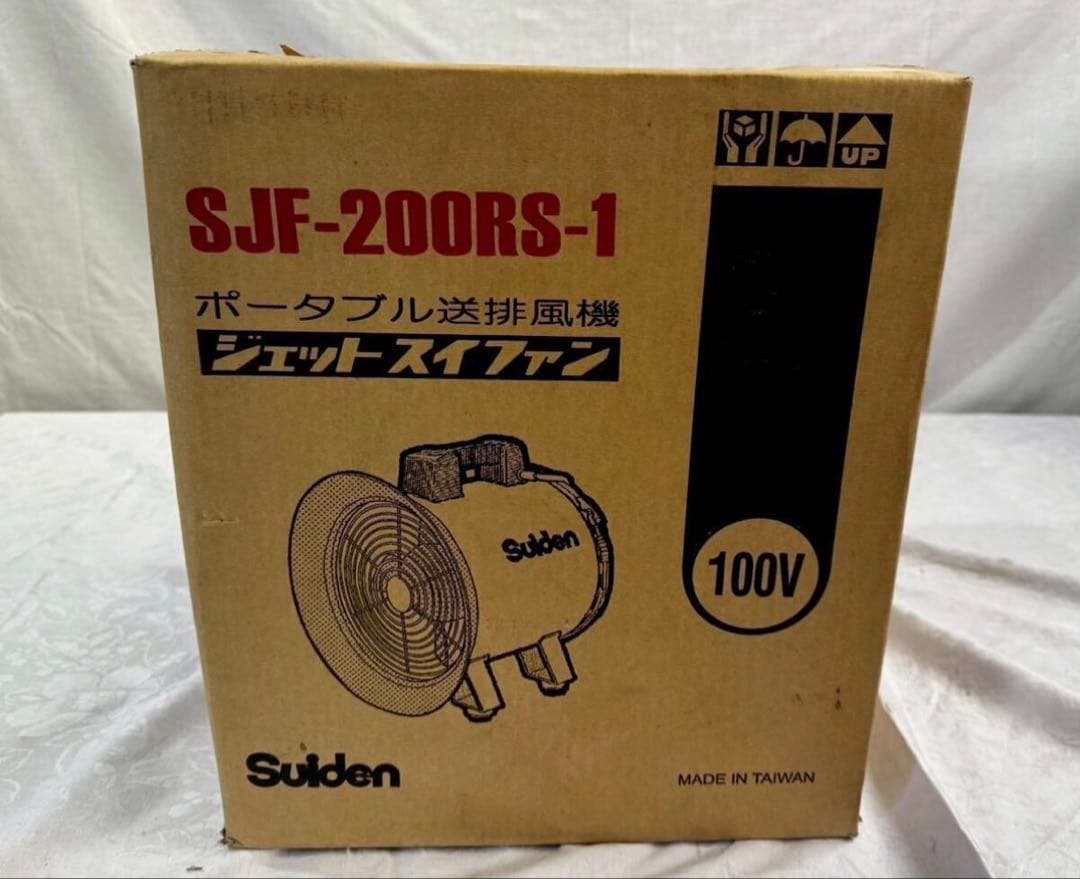 UP
SJF-200RS-1
ポータブル送排風機
ジェットスイファン
Suiden
100V
Suiden
MADE IN TAIWAN